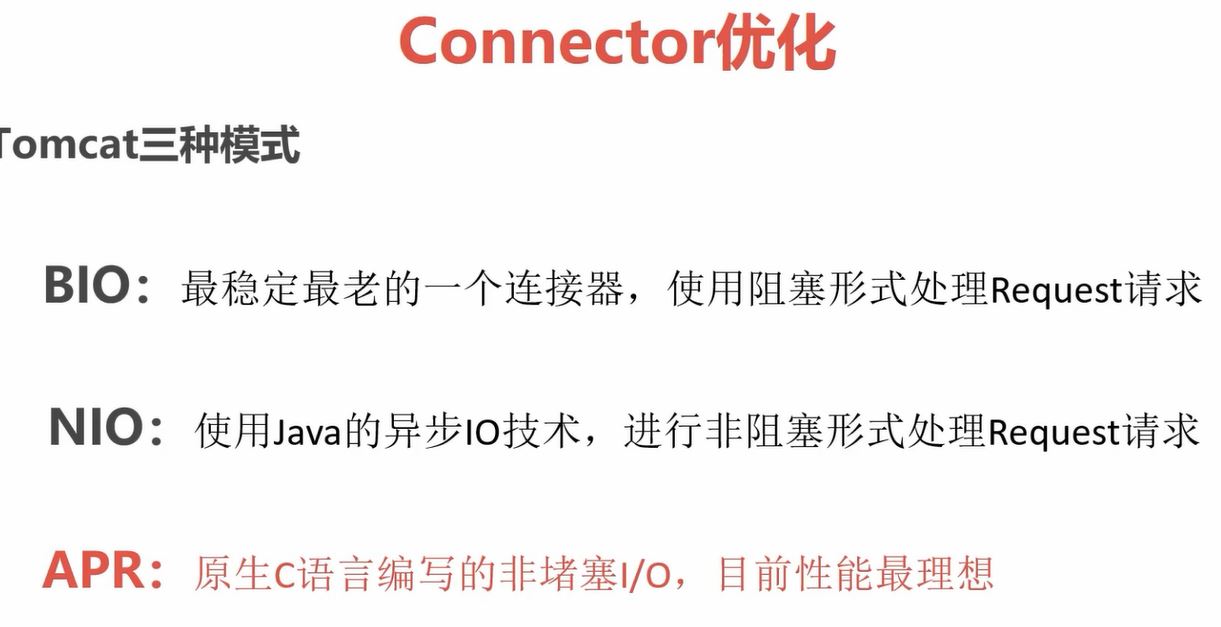 Connector优化
Tomcat三种模式
BIO：最稳定最老的一个连接器，使用阻塞形式处理Request请求
NIO：使用Java的异步IO技术，进行非阻塞形式处理Request请求
APR：原生C语言编写的非堵塞I/O，目前性能最理想